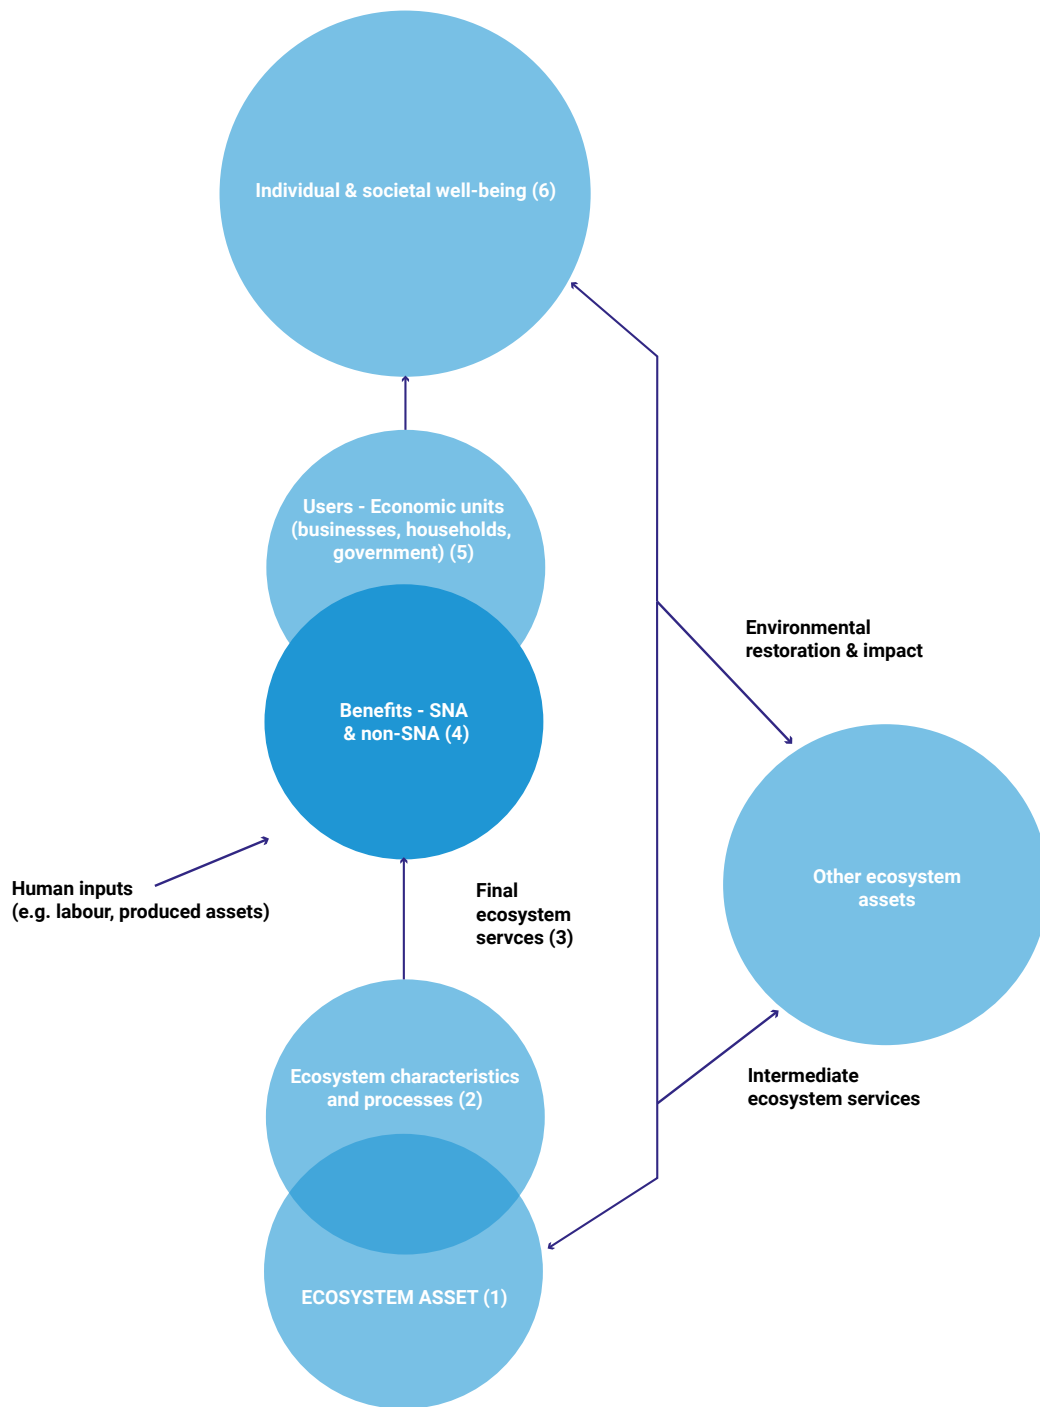 Individual & societal well-being (6)
Users - Economic units
(businesses, households,
government) (5)
Environmental
restoration & impact
Benefits - SNA
& non-SNA (4)
Human inputs
(e.g. labour, produced assets)
Final
ecosystem
servces (3)
Other ecosystem
assets
Ecosystem characteristics
and processes (2)
Intermediate
ecosystem services
ECOSYSTEM ASSET (1)